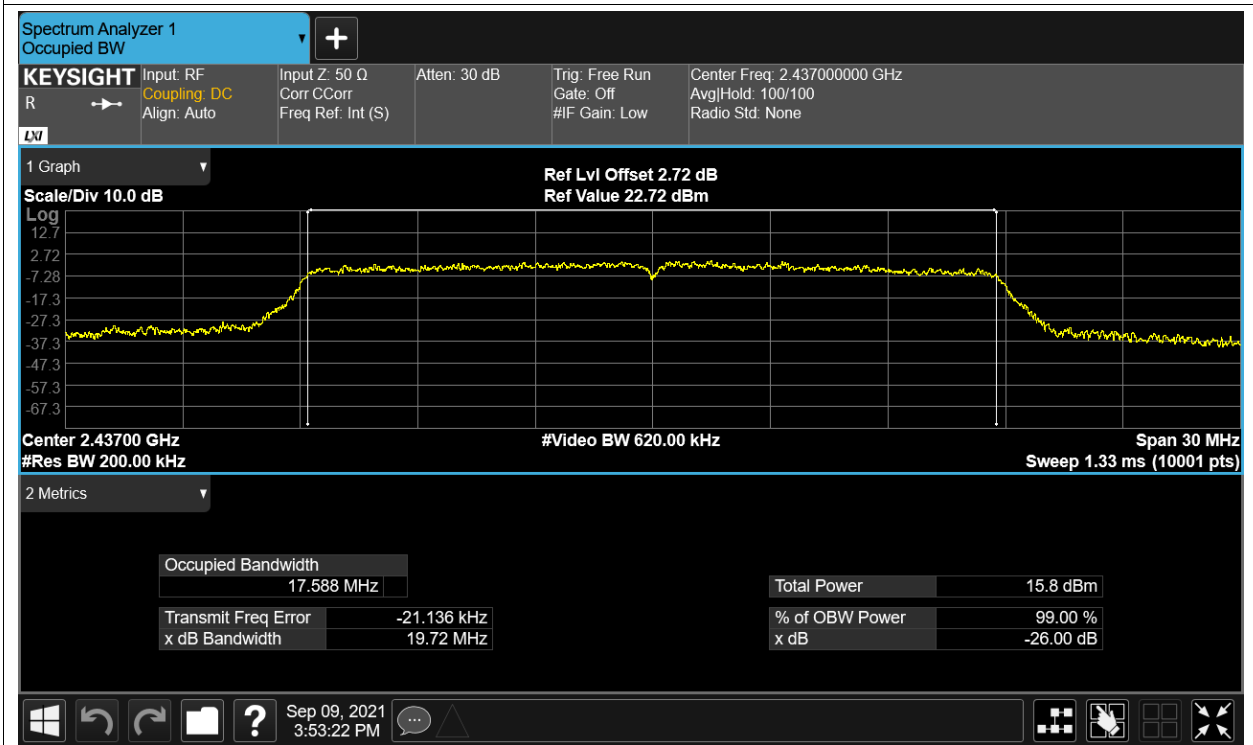 Spectrum Analyzer 1
Occupied BW
KEYSIGHT
R
LXI
Input: RF
Coupling: DC
Align: Auto
Input Z: 50 Ω
Corr CCorr
Freq Ref: Int (S)
Atten: 30 dB
Trig: Free Run
Gate: Off
#IF Gain: Low
Center Freq: 2.437000000 GHz
Avg|Hold: 100/100
Radio Std: None
1 Graph
Scale/Div 10.0 dB
Ref Lvl Offset 2.72 dB
Ref Value 22.72 dBm
Log
12.7
2.72
-7.28
-17.3
-27.3
-37.3
-47.3
-57.3
-67.3
Center 2.43700 GHz
#Res BW 200.00 kHz
#Video BW 620.00 kHz
Span 30 MHz
Sweep 1.33 ms (10001 pts)
2 Metrics
Occupied Bandwidth
17.588 MHz
Transmit Freq Error -21.136 kHz
x dB Bandwidth 19.72 MHz
Total Power 15.8 dBm
% of OBW Power 99.00 %
x dB -26.00 dB
?
Sep 09, 2021
3:53:22 PM